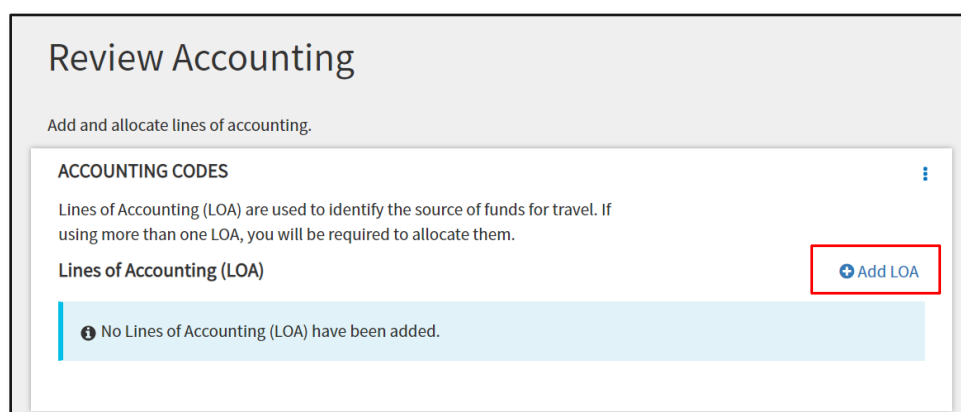 Review Accounting
Add and allocate lines of accounting.
ACCOUNTING CODES
Lines of Accounting (LOA) are used to identify the source of funds for travel. If
using more than one LOA, you will be required to allocate them.
Lines of Accounting (LOA)
Add LOA
No Lines of Accounting (LOA) have been added.